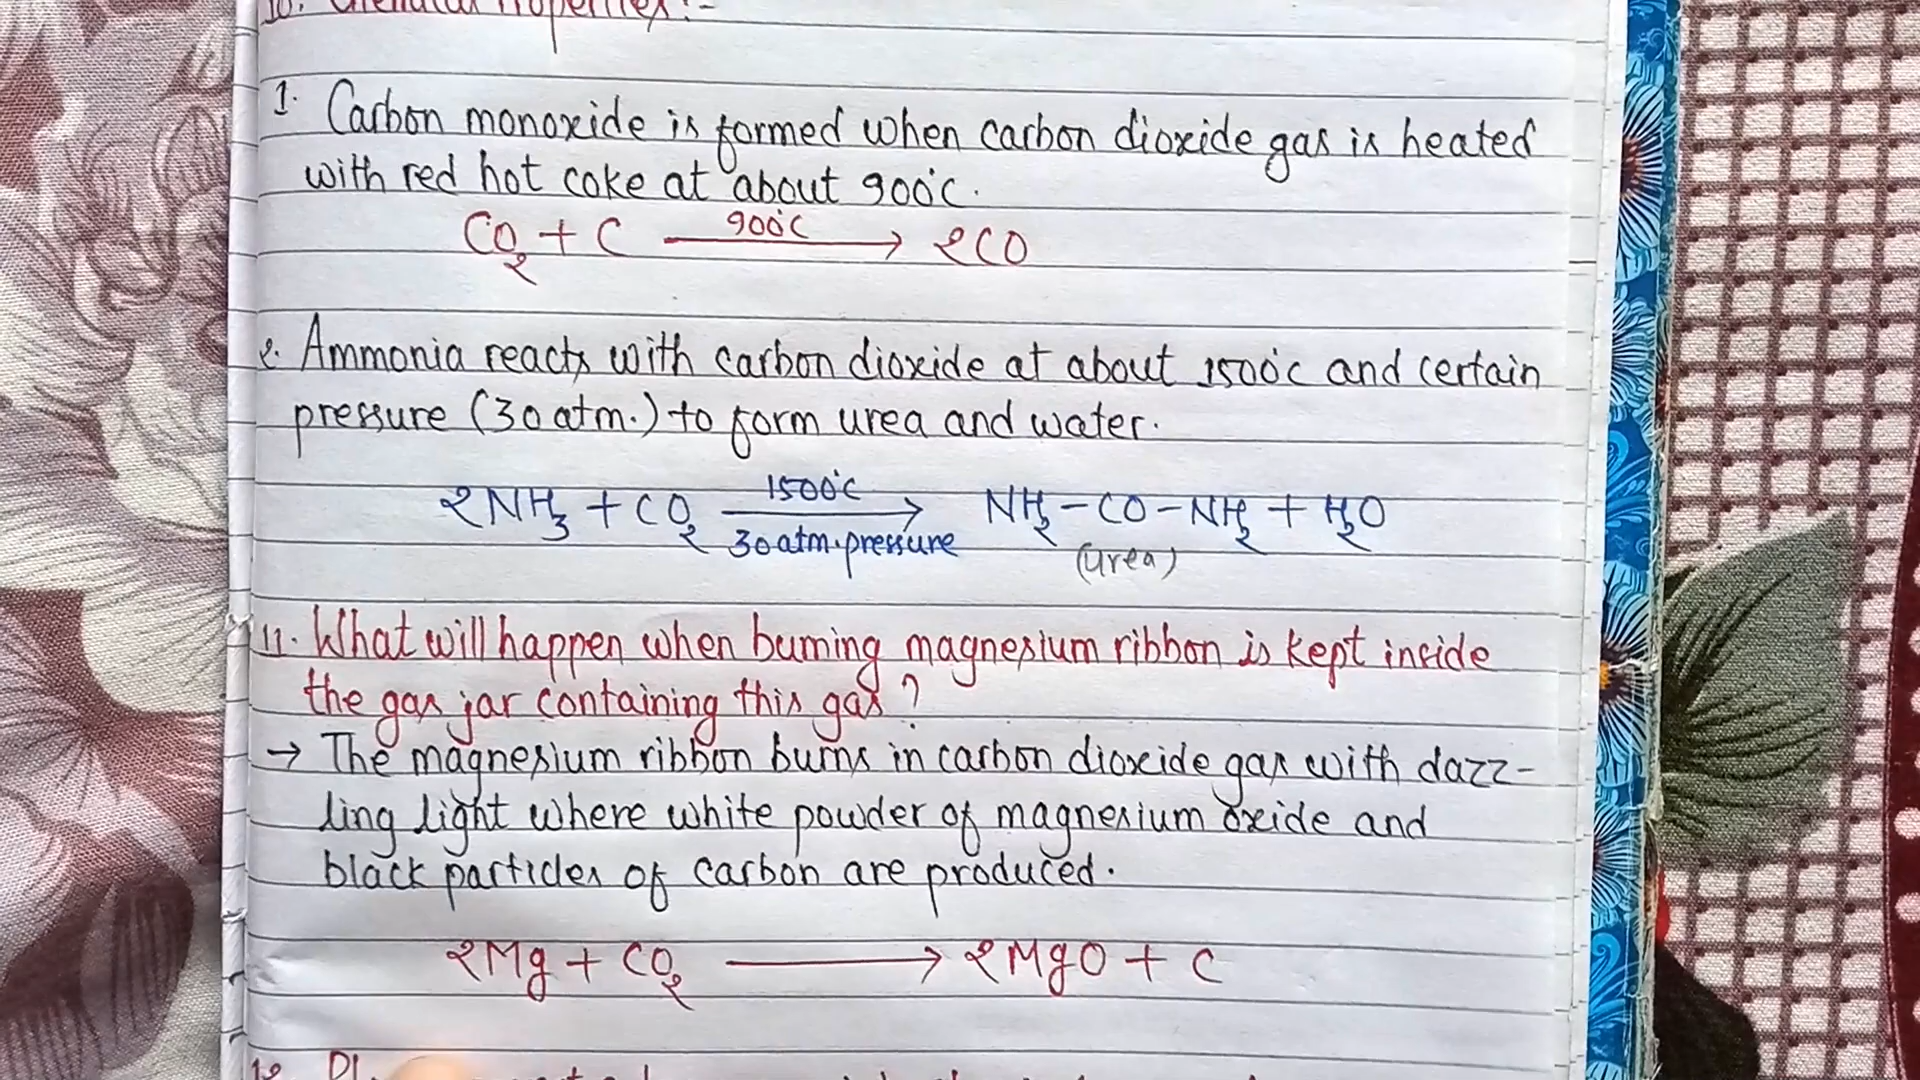 10. Chemical Properties:-
1. Carbon monoxide is formed when carbon dioxide gas is heated
with red hot coke at about 900°C.
CO₂ + C 900°C → 2CO
2. Ammonia reacts with carbon dioxide at about 1500°C and certain
pressure (30 atm.) to form urea and water.
2NH₃ + CO₂ 1500°C → 30 atm. pressure NH₂-CO-NH₂ + H₂O
(Urea)
11. What will happen when burning magnesium ribbon is kept inside
the gas jar containing this gas?
→ The magnesium ribbon burns in carbon dioxide gas with dazz-
ling light where white powder of magnesium oxide and
black particles of carbon are produced.
2Mg + CO₂ → 2MgO + C
12.